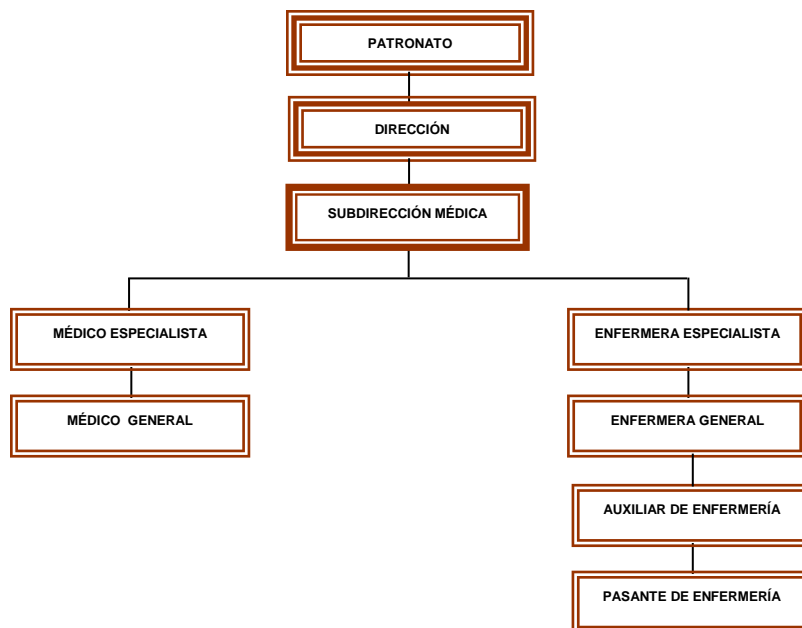 PATRONATO
DIRECCIÓN
SUBDIRECCIÓN MÉDICA
MÉDICO ESPECIALISTA
ENFERMERA ESPECIALISTA
MÉDICO GENERAL
ENFERMERA GENERAL
AUXILIAR DE ENFERMERÍA
PASANTE DE ENFERMERÍA